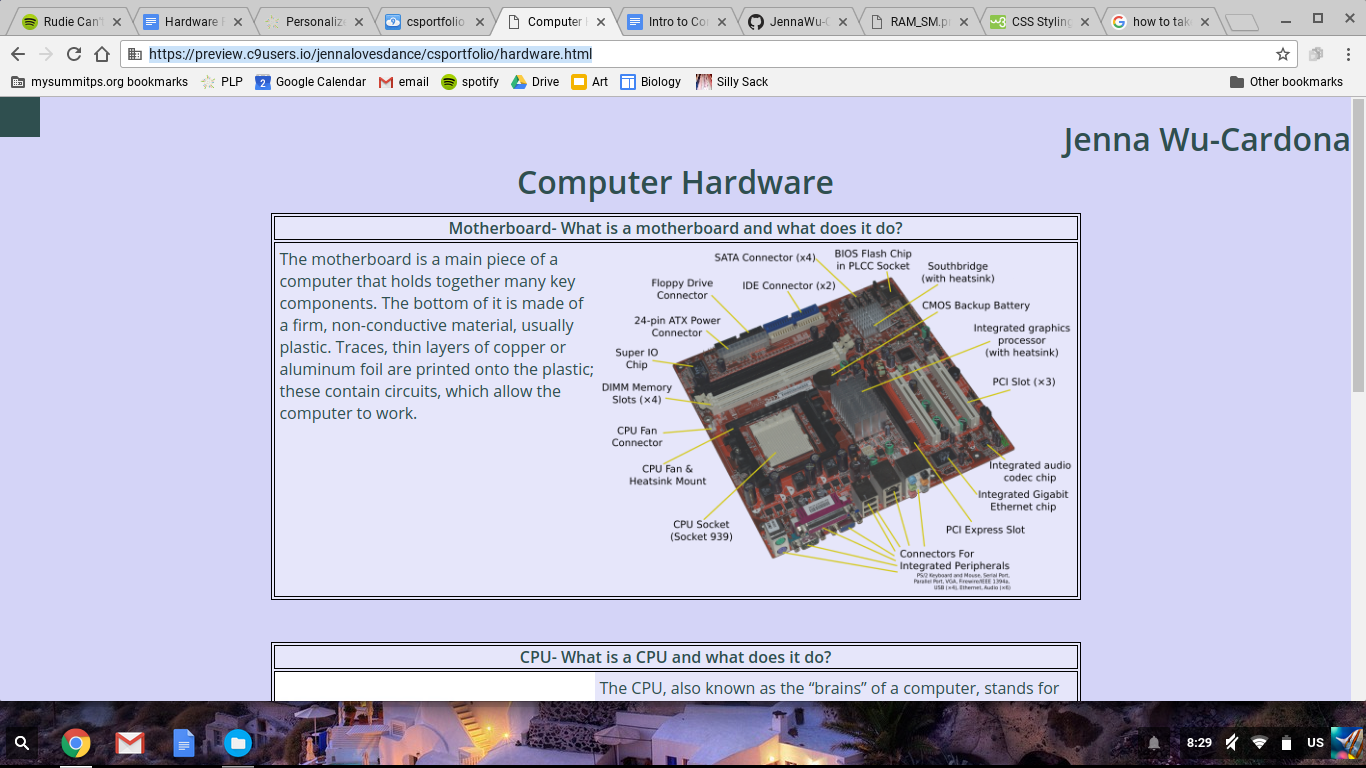 Rudie Can't
Hardware
Personaliz
csportfolio
Computer
Intro to Co
JennaWu-
RAM_SM.p
CSS Styling
how to tak
https://preview.c9users.io/jennalovesdance/csportfolio/hardware.html
mysummitps.org bookmarks
PLP
Google Calendar
email
spotify
Drive
Art
Biology
Silly Sack
Other bookmarks
Jenna Wu-Cardona
Computer Hardware
Motherboard- What is a motherboard and what does it do?
The motherboard is a main piece of a
computer that holds together many key
components. The bottom of it is made of
a firm, non-conductive material, usually
plastic. Traces, thin layers of copper or
aluminum foil are printed onto the plastic;
these contain circuits, which allow the
computer to work.
SATA Connector (x4)
BIOS Flash Chip
in PLCC Socket
Southbridge
(with heatsink)
Floppy Drive
Connector
IDE Connector (x2)
CMOS Backup Battery
24-pin ATX Power
Connector
Integrated graphics
processor
(with heatsink)
Super IO
Chip
PCI Slot (×3)
DIMM Memory
Slots (×4)
CPU Fan
Connector
CPU Fan &
Heatsink Mount
Integrated audio
codec chip
Integrated Gigabit
Ethernet chip
CPU Socket
(Socket 939)
PCI Express Slot
Connectors For
Integrated Peripherals
PS/2 Keyboard and Mouse, Serial Port,
Parallel Port, VGA, Firewire/IEEE 1394a,
USB (×4), Ethernet, Audio (×6)
CPU- What is a CPU and what does it do?
The CPU, also known as the “brains” of a computer, stands for
8:29
US